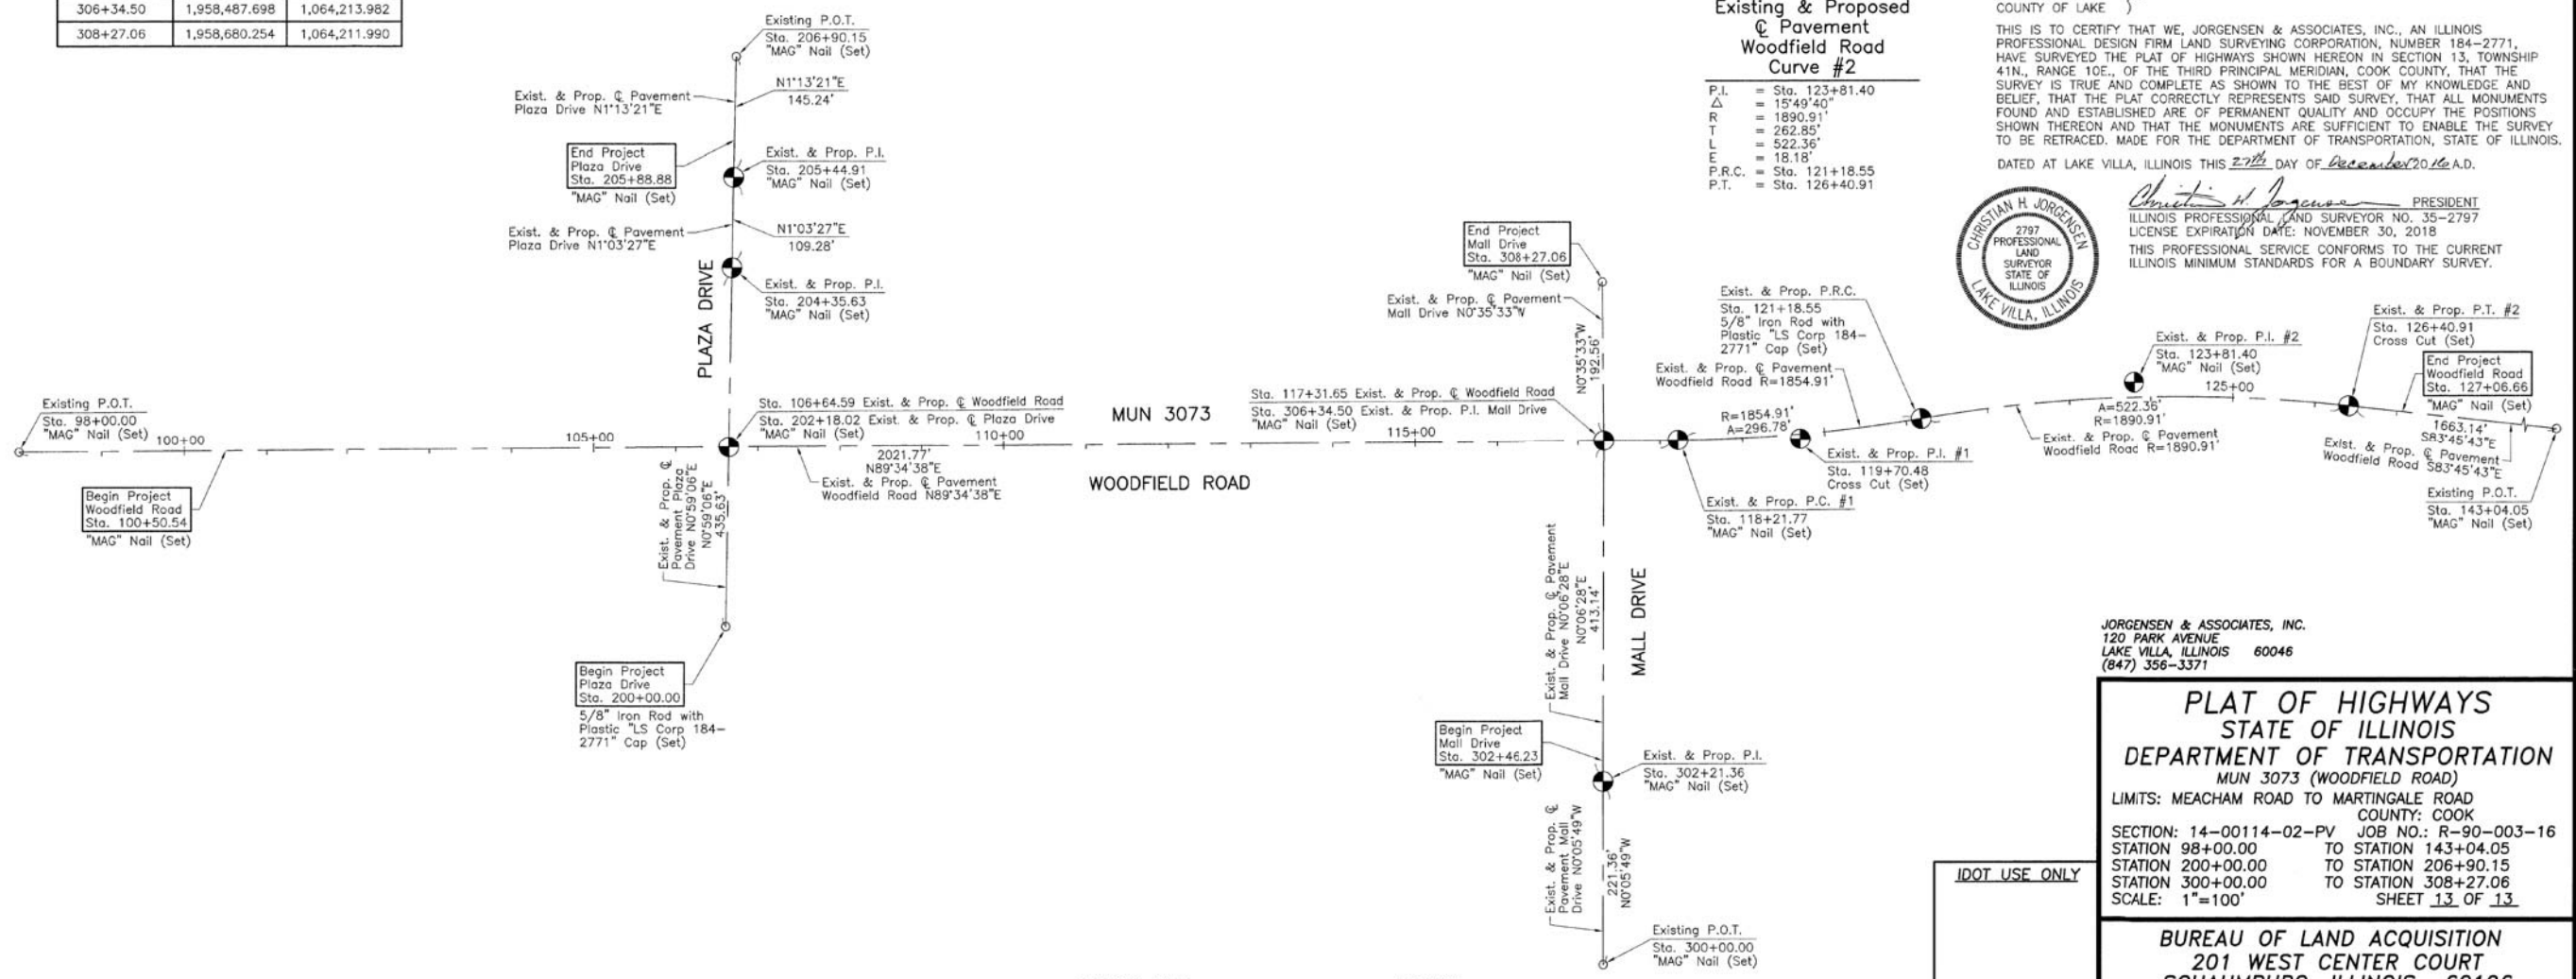 306+34.50 1,958,487.698 1,064,213.982
308+27.06 1,958,680.254 1,064,211.990
Existing P.O.T.
Sta. 206+90.15
"MAG" Nail (Set)
N1°13'21"E
145.24'
Exist. & Prop. ℄ Pavement
Plaza Drive N1°13'21"E
End Project
Plaza Drive
Sta. 205+88.88
"MAG" Nail (Set)
Exist. & Prop. P.I.
Sta. 205+44.91
"MAG" Nail (Set)
Exist. & Prop. ℄ Pavement
Plaza Drive N1°03'27"E
N1°03'27"E
109.28'
Exist. & Prop. P.I.
Sta. 204+35.63
"MAG" Nail (Set)
PLAZA DRIVE
Existing & Proposed
℄ Pavement
Woodfield Road
Curve #2
P.I. = Sta. 123+81.40
△ = 15°49'40"
R = 1890.91'
T = 262.85'
L = 522.36'
E = 18.18'
P.R.C. = Sta. 121+18.55
P.T. = Sta. 126+40.91
COUNTY OF LAKE )
THIS IS TO CERTIFY THAT WE, JORGENSEN & ASSOCIATES, INC., AN ILLINOIS
PROFESSIONAL DESIGN FIRM LAND SURVEYING CORPORATION, NUMBER 184-2771,
HAVE SURVEYED THE PLAT OF HIGHWAYS SHOWN HEREON IN SECTION 13, TOWNSHIP
41N., RANGE 10E., OF THE THIRD PRINCIPAL MERIDIAN, COOK COUNTY, THAT THE
SURVEY IS TRUE AND COMPLETE AS SHOWN TO THE BEST OF MY KNOWLEDGE AND
BELIEF, THAT THE PLAT CORRECTLY REPRESENTS SAID SURVEY, THAT ALL MONUMENTS
FOUND AND ESTABLISHED ARE OF PERMANENT QUALITY AND OCCUPY THE POSITIONS
SHOWN THEREON AND THAT THE MONUMENTS ARE SUFFICIENT TO ENABLE THE SURVEY
TO BE RETRACED. MADE FOR THE DEPARTMENT OF TRANSPORTATION, STATE OF ILLINOIS.
DATED AT LAKE VILLA, ILLINOIS THIS 27th DAY OF December 2016 A.D.
Christian H. Jorgensen PRESIDENT
ILLINOIS PROFESSIONAL LAND SURVEYOR NO. 35-2797
LICENSE EXPIRATION DATE: NOVEMBER 30, 2018
THIS PROFESSIONAL SERVICE CONFORMS TO THE CURRENT
ILLINOIS MINIMUM STANDARDS FOR A BOUNDARY SURVEY.
CHRISTIAN H. JORGENSEN
2797
PROFESSIONAL
LAND
SURVEYOR
STATE OF
ILLINOIS
LAKE VILLA, ILLINOIS
End Project
Mall Drive
Sta. 308+27.06
"MAG" Nail (Set)
Exist. & Prop. ℄ Pavement
Mall Drive N0°35'33"W
N0°35'33"W
192.56'
Exist. & Prop. P.R.C.
Sta. 121+18.55
5/8" Iron Rod with
Plastic "LS Corp 184-
2771" Cap (Set)
Exist. & Prop. ℄ Pavement
Woodfield Road R=1854.91'
Exist. & Prop. P.I. #2
Sta. 123+81.40
"MAG" Nail (Set)
125+00
Exist. & Prop. P.T. #2
Sta. 126+40.91
Cross Cut (Set)
End Project
Woodfield Road
Sta. 127+06.66
"MAG" Nail (Set)
Existing P.O.T.
Sta. 98+00.00
"MAG" Nail (Set)
100+00
105+00
Sta. 106+64.59 Exist. & Prop. ℄ Woodfield Road
Sta. 202+18.02 Exist. & Prop. ℄ Plaza Drive
"MAG" Nail (Set)
110+00
MUN 3073
Sta. 117+31.65 Exist. & Prop. ℄ Woodfield Road
Sta. 306+34.50 Exist. & Prop. P.I. Mall Drive
"MAG" Nail (Set)
115+00
R=1854.91'
A=296.78'
A=522.36'
R=1890.91'
1663.14'
S83°45'43"E
2021.77'
N89°34'38"E
Exist. & Prop. ℄ Pavement
Woodfield Road N89°34'38"E
WOODFIELD ROAD
Exist. & Prop. P.I. #1
Sta. 119+70.48
Cross Cut (Set)
Exist. & Prop. ℄ Pavement
Woodfield Road R=1890.91'
Exist. & Prop. ℄ Pavement
Woodfield Road S83°45'43"E
Existing P.O.T.
Sta. 143+04.05
"MAG" Nail (Set)
Begin Project
Woodfield Road
Sta. 100+50.54
"MAG" Nail (Set)
Exist. & Prop. ℄
Pavement Plaza
Drive N0°59'06"E
N0°59'06"E
435.63'
Exist. & Prop. P.C. #1
Sta. 118+21.77
"MAG" Nail (Set)
Exist. & Prop. ℄ Pavement
Mall Drive N0°06'28"E
N0°06'28"E
413.14'
MALL DRIVE
Begin Project
Plaza Drive
Sta. 200+00.00
5/8" Iron Rod with
Plastic "LS Corp 184-
2771" Cap (Set)
Begin Project
Mall Drive
Sta. 302+46.23
"MAG" Nail (Set)
Exist. & Prop. P.I.
Sta. 302+21.36
"MAG" Nail (Set)
Exist. & Prop. ℄
Pavement Mall
Drive N0°05'49"W
221.36'
N0°05'49"W
Existing P.O.T.
Sta. 300+00.00
"MAG" Nail (Set)
JORGENSEN & ASSOCIATES, INC.
120 PARK AVENUE
LAKE VILLA, ILLINOIS 60046
(847) 356-3371
PLAT OF HIGHWAYS
STATE OF ILLINOIS
DEPARTMENT OF TRANSPORTATION
MUN 3073 (WOODFIELD ROAD)
LIMITS: MEACHAM ROAD TO MARTINGALE ROAD
COUNTY: COOK
SECTION: 14-00114-02-PV JOB NO.: R-90-003-16
STATION 98+00.00 TO STATION 143+04.05
STATION 200+00.00 TO STATION 206+90.15
STATION 300+00.00 TO STATION 308+27.06
SCALE: 1"=100' SHEET 13 OF 13
IDOT USE ONLY
BUREAU OF LAND ACQUISITION
201 WEST CENTER COURT